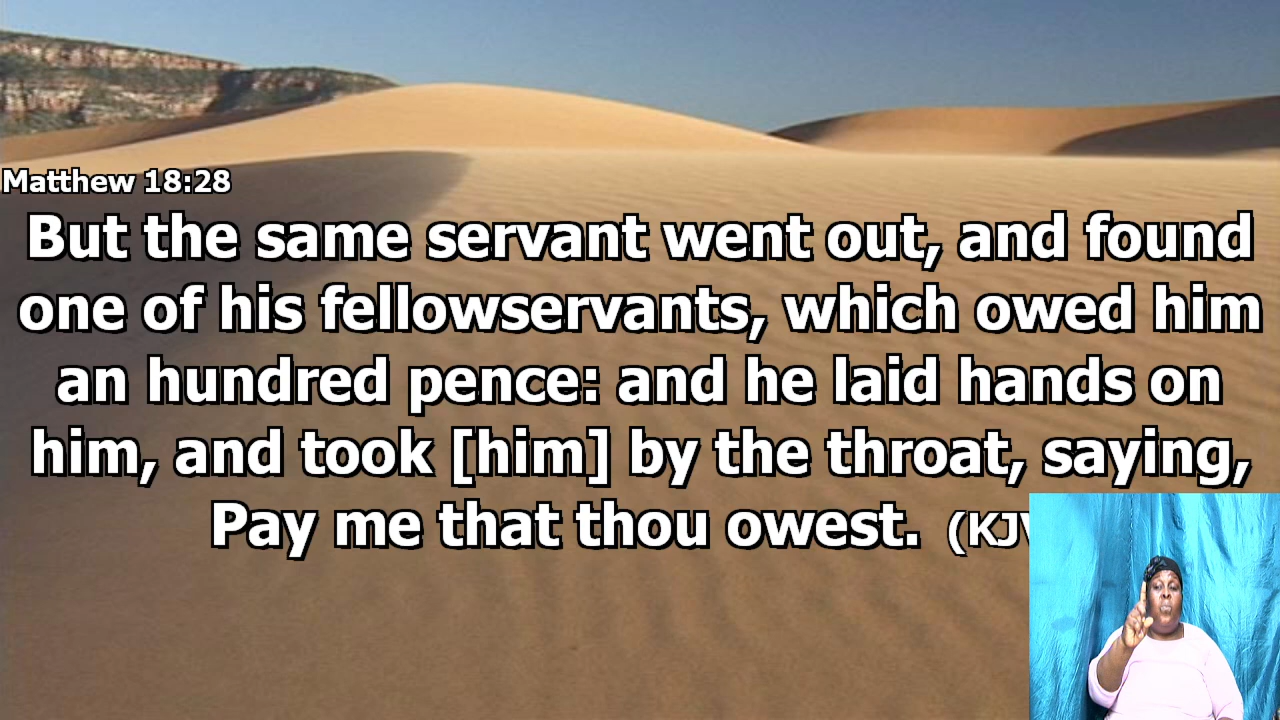 Matthew 18:28
But the same servant went out, and found
one of his fellowservants, which owed him
an hundred pence: and he laid hands on
him, and took [him] by the throat, saying,
Pay me that thou owest.